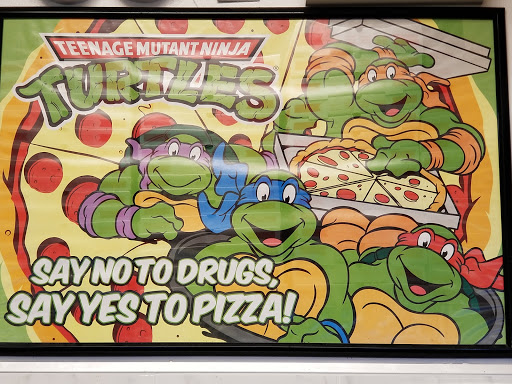 TEENAGE MUTANT NINJA
TURTLES
SAY NO TO DRUGS,
SAY YES TO PIZZA!